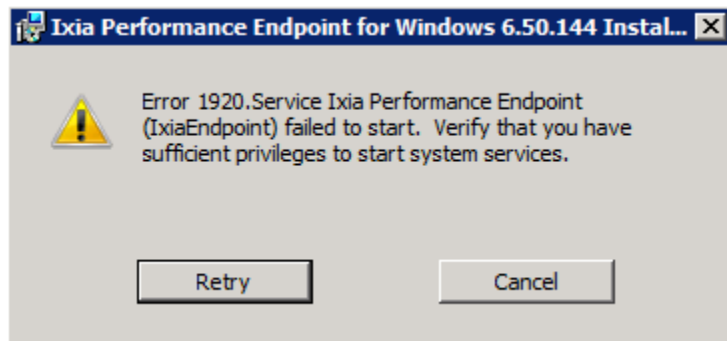 Ixia Performance Endpoint for Windows 6.50.144 Instal...
Error 1920.Service Ixia Performance Endpoint
(IxiaEndpoint) failed to start.  Verify that you have
sufficient privileges to start system services.
Retry
Cancel